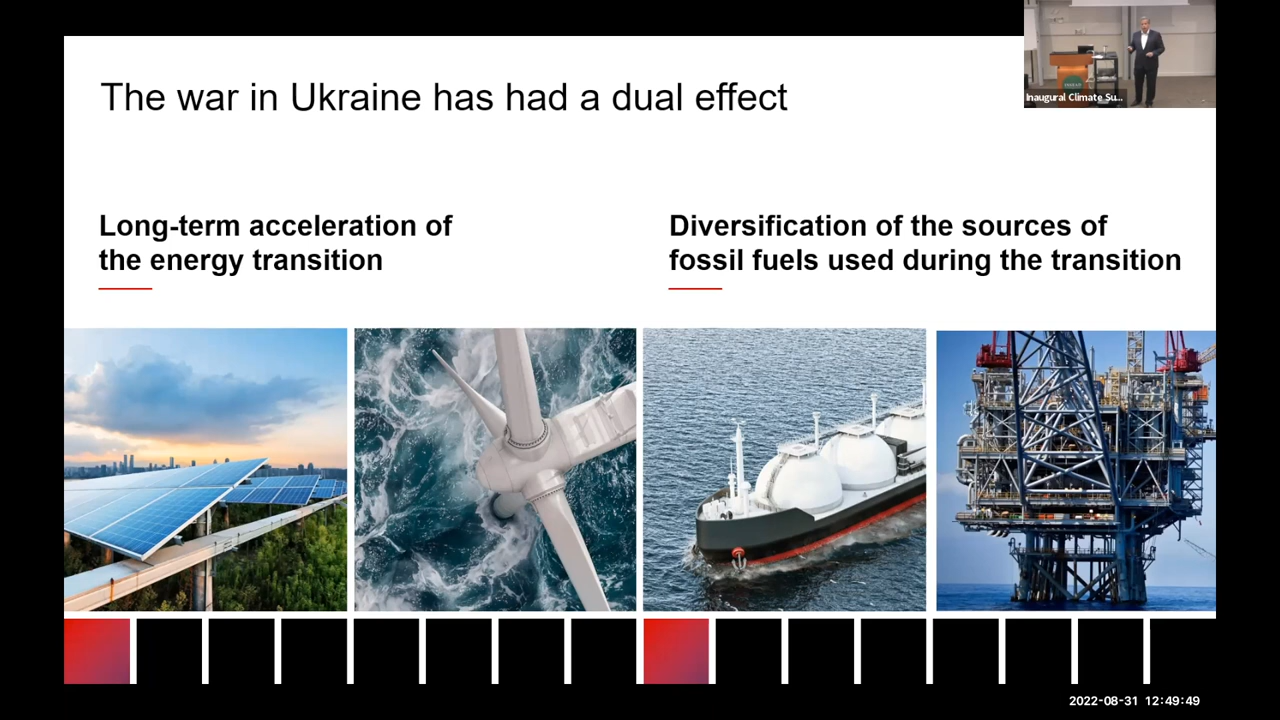 The war in Ukraine has had a dual effect
Inaugural Climate Su...
Long-term acceleration of
the energy transition
Diversification of the sources of
fossil fuels used during the transition
2022-08-31 12:49:49